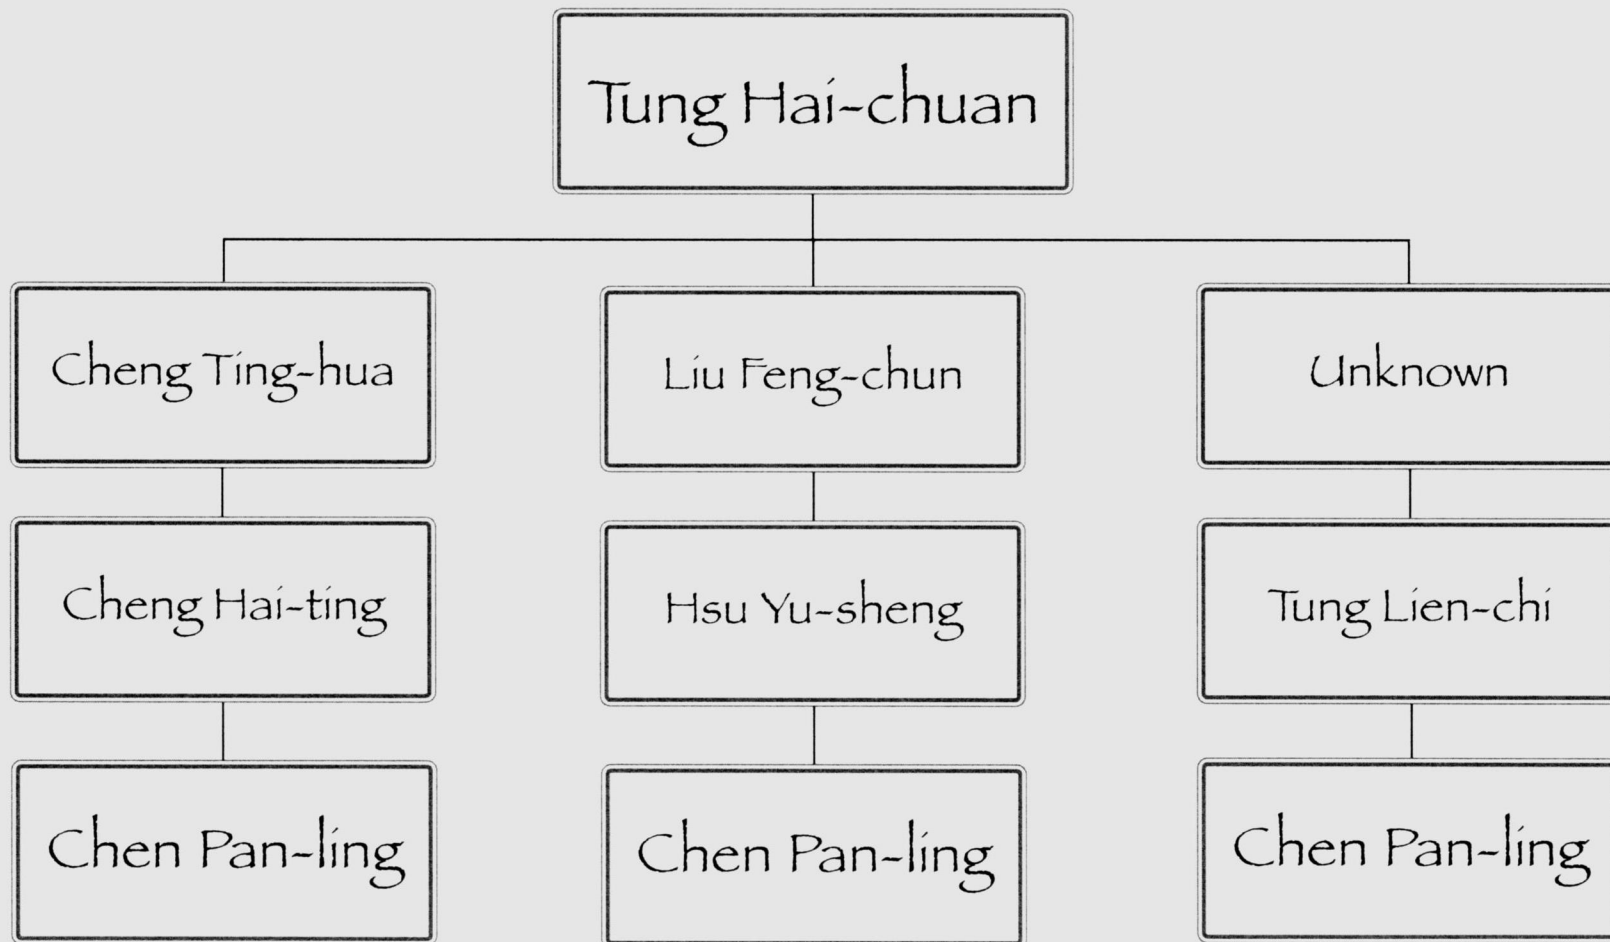 Tung Hai-chuan
Cheng Ting-hua
Liu Feng-chun
Unknown
Cheng Hai-ting
Hsu Yu-sheng
Tung Lien-chi
Chen Pan-ling
Chen Pan-ling
Chen Pan-ling